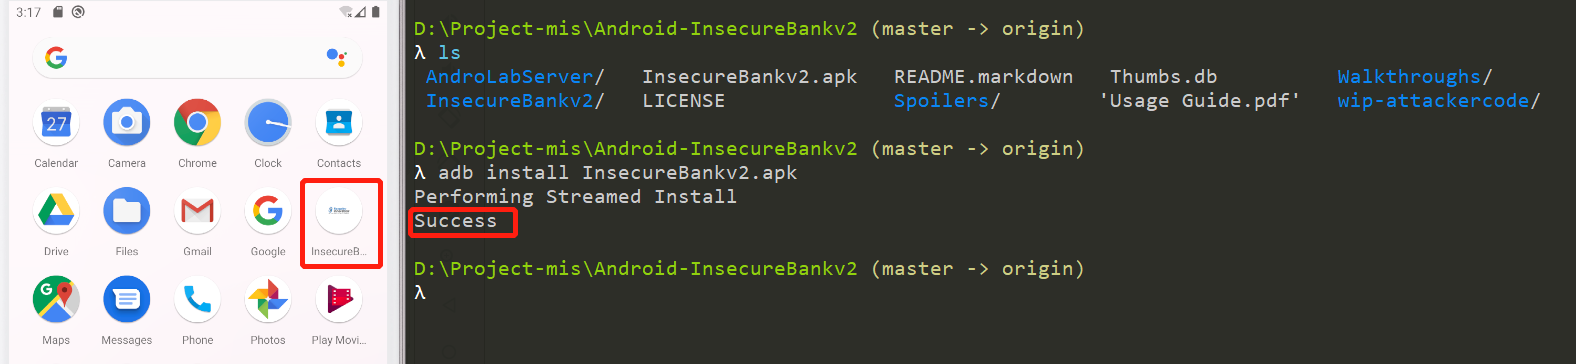 3:17
27
Calendar Camera Chrome Clock Contacts
Drive Files Gmail Google InsecureB...
Maps Messages Phone Photos Play Movi...
D:\Project-mis\Android-InsecureBankv2 (master -> origin)
λ ls
AndroLabServer/ InsecureBankv2.apk README.markdown Thumbs.db Walkthroughs/
InsecureBankv2/ LICENSE Spoilers/ 'Usage Guide.pdf' wip-attackercode/
D:\Project-mis\Android-InsecureBankv2 (master -> origin)
λ adb install InsecureBankv2.apk
Performing Streamed Install
Success
D:\Project-mis\Android-InsecureBankv2 (master -> origin)
λ